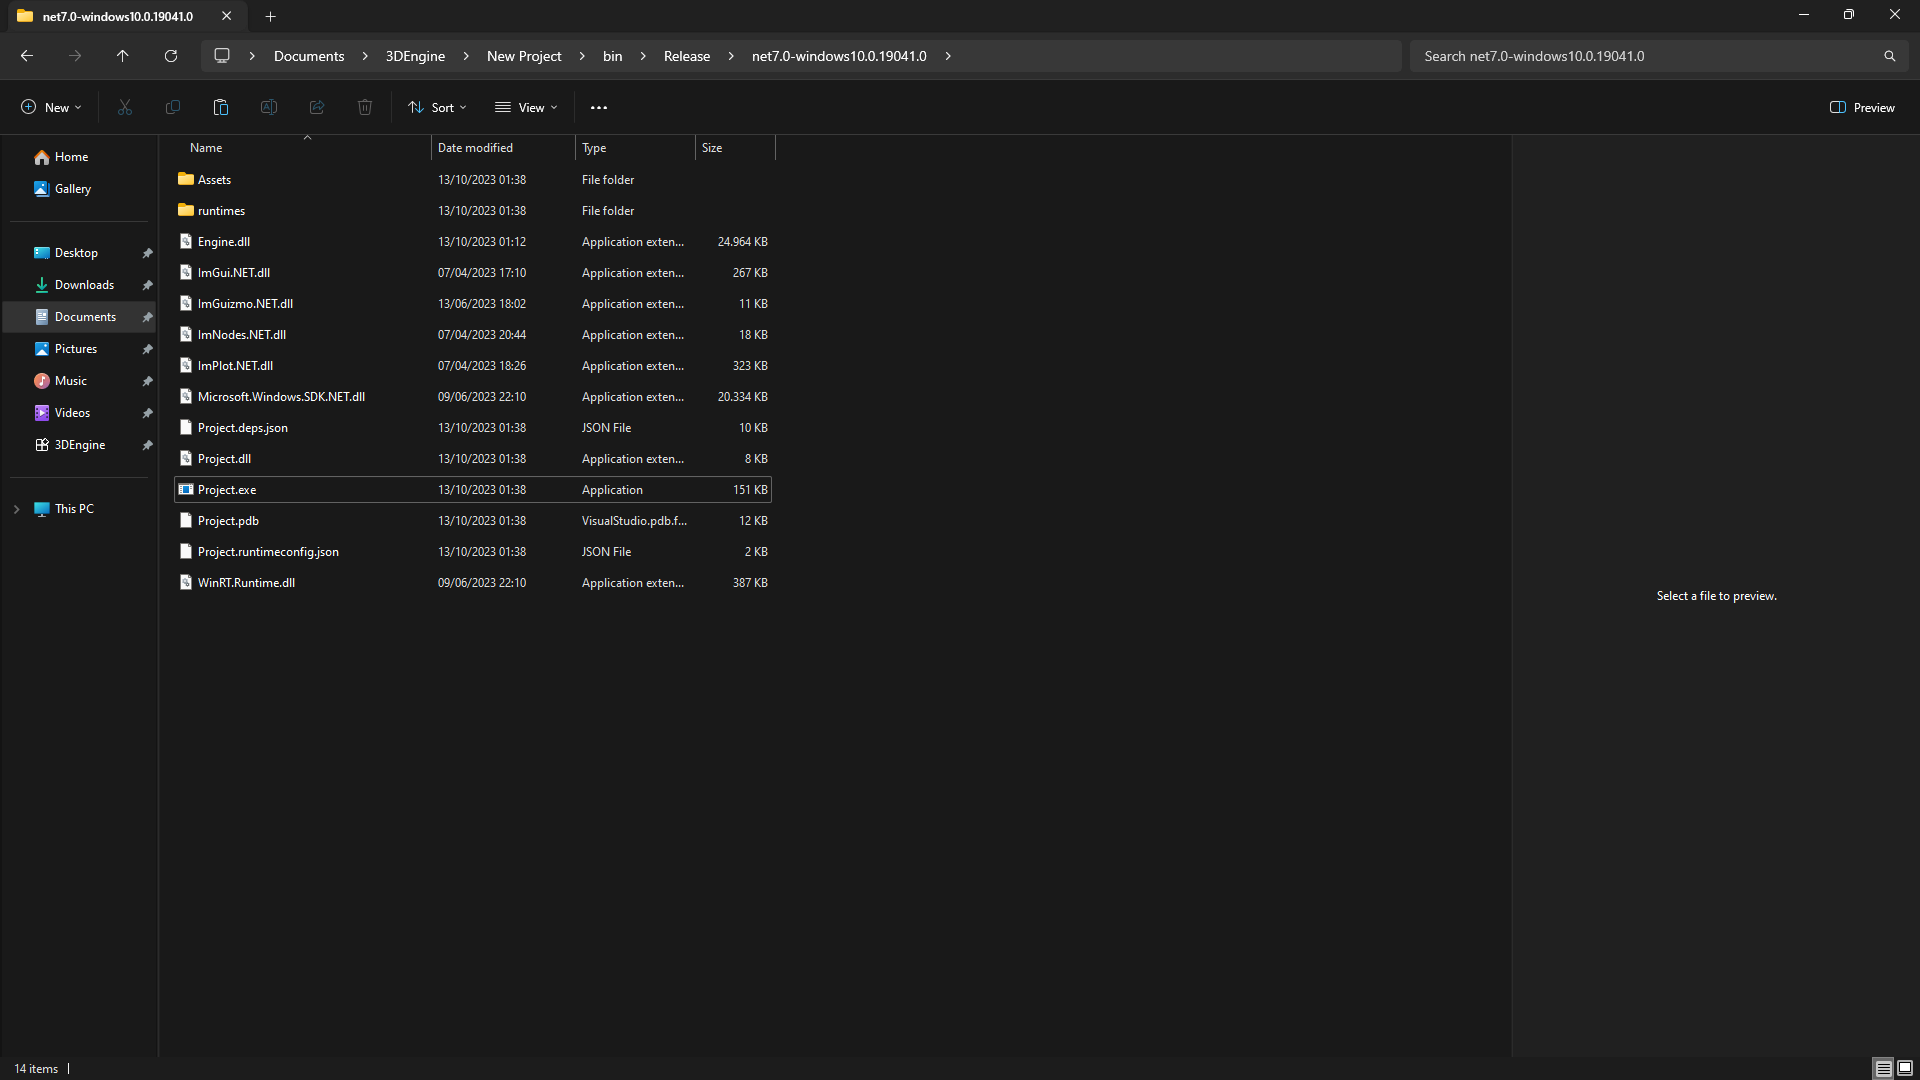 net7.0-windows10.0.19041.0
Documents > 3DEngine > New Project > bin > Release > net7.0-windows10.0.19041.0 >
Search net7.0-windows10.0.19041.0
New
Sort
View
Preview
Home
Gallery
Desktop
Downloads
Documents
Pictures
Music
Videos
3DEngine
This PC
Name Date modified Type Size
Assets 13/10/2023 01:38 File folder
runtimes 13/10/2023 01:38 File folder
Engine.dll 13/10/2023 01:12 Application exten... 24.964 KB
ImGui.NET.dll 07/04/2023 17:10 Application exten... 267 KB
ImGuizmo.NET.dll 13/06/2023 18:02 Application exten... 11 KB
ImNodes.NET.dll 07/04/2023 20:44 Application exten... 18 KB
ImPlot.NET.dll 07/04/2023 18:26 Application exten... 323 KB
Microsoft.Windows.SDK.NET.dll 09/06/2023 22:10 Application exten... 20.334 KB
Project.deps.json 13/10/2023 01:38 JSON File 10 KB
Project.dll 13/10/2023 01:38 Application exten... 8 KB
Project.exe 13/10/2023 01:38 Application 151 KB
Project.pdb 13/10/2023 01:38 VisualStudio.pdb.f... 12 KB
Project.runtimeconfig.json 13/10/2023 01:38 JSON File 2 KB
WinRT.Runtime.dll 09/06/2023 22:10 Application exten... 387 KB
Select a file to preview.
14 items